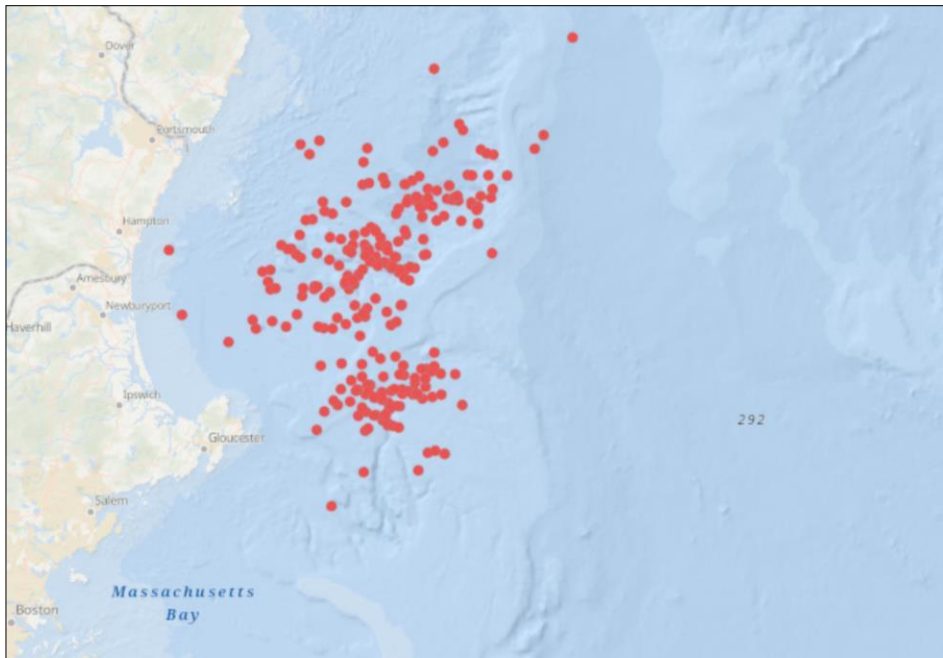 Dover
Portsmouth
Hampton
Amesbury
Newburyport
Haverhill
Ipswich
292
Gloucester
Salem
Massachusetts
Bay
Boston